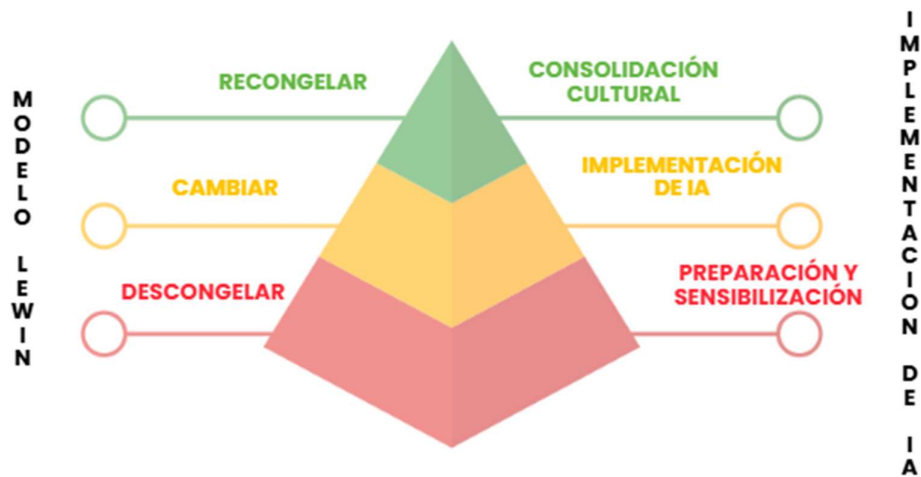 MODELO LEWIN
RECONGELAR
CAMBIAR
DESCONGELAR
CONSOLIDACIÓN
CULTURAL
IMPLEMENTACIÓN
DE IA
PREPARACIÓN Y
SENSIBILIZACIÓN
IMPLEMENTACION DE IA